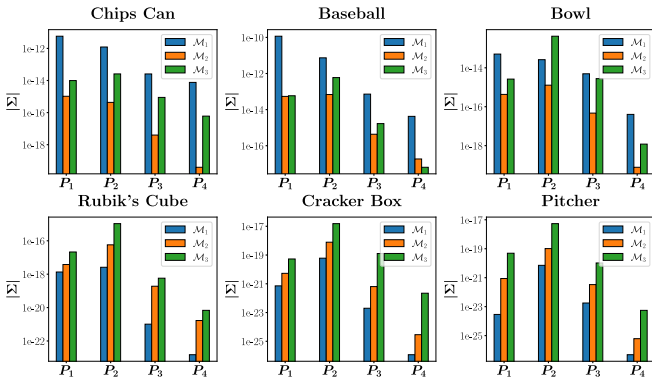 Chips Can
|Σ|
1e-12
1e-14
1e-16
1e-18
P₁ P₂ P₃ P₄
ℳ₁
ℳ₂
ℳ₃
Baseball
|Σ|
1e-10
1e-12
1e-14
1e-16
P₁ P₂ P₃ P₄
ℳ₁
ℳ₂
ℳ₃
Bowl
|Σ|
1e-14
1e-16
1e-18
P₁ P₂ P₃ P₄
ℳ₁
ℳ₂
ℳ₃
Rubik's Cube
|Σ|
1e-16
1e-18
1e-20
1e-22
P₁ P₂ P₃ P₄
ℳ₁
ℳ₂
ℳ₃
Cracker Box
|Σ|
1e-17
1e-19
1e-21
1e-23
1e-25
P₁ P₂ P₃ P₄
ℳ₁
ℳ₂
ℳ₃
Pitcher
|Σ|
1e-17
1e-19
1e-21
1e-23
1e-25
P₁ P₂ P₃ P₄
ℳ₁
ℳ₂
ℳ₃